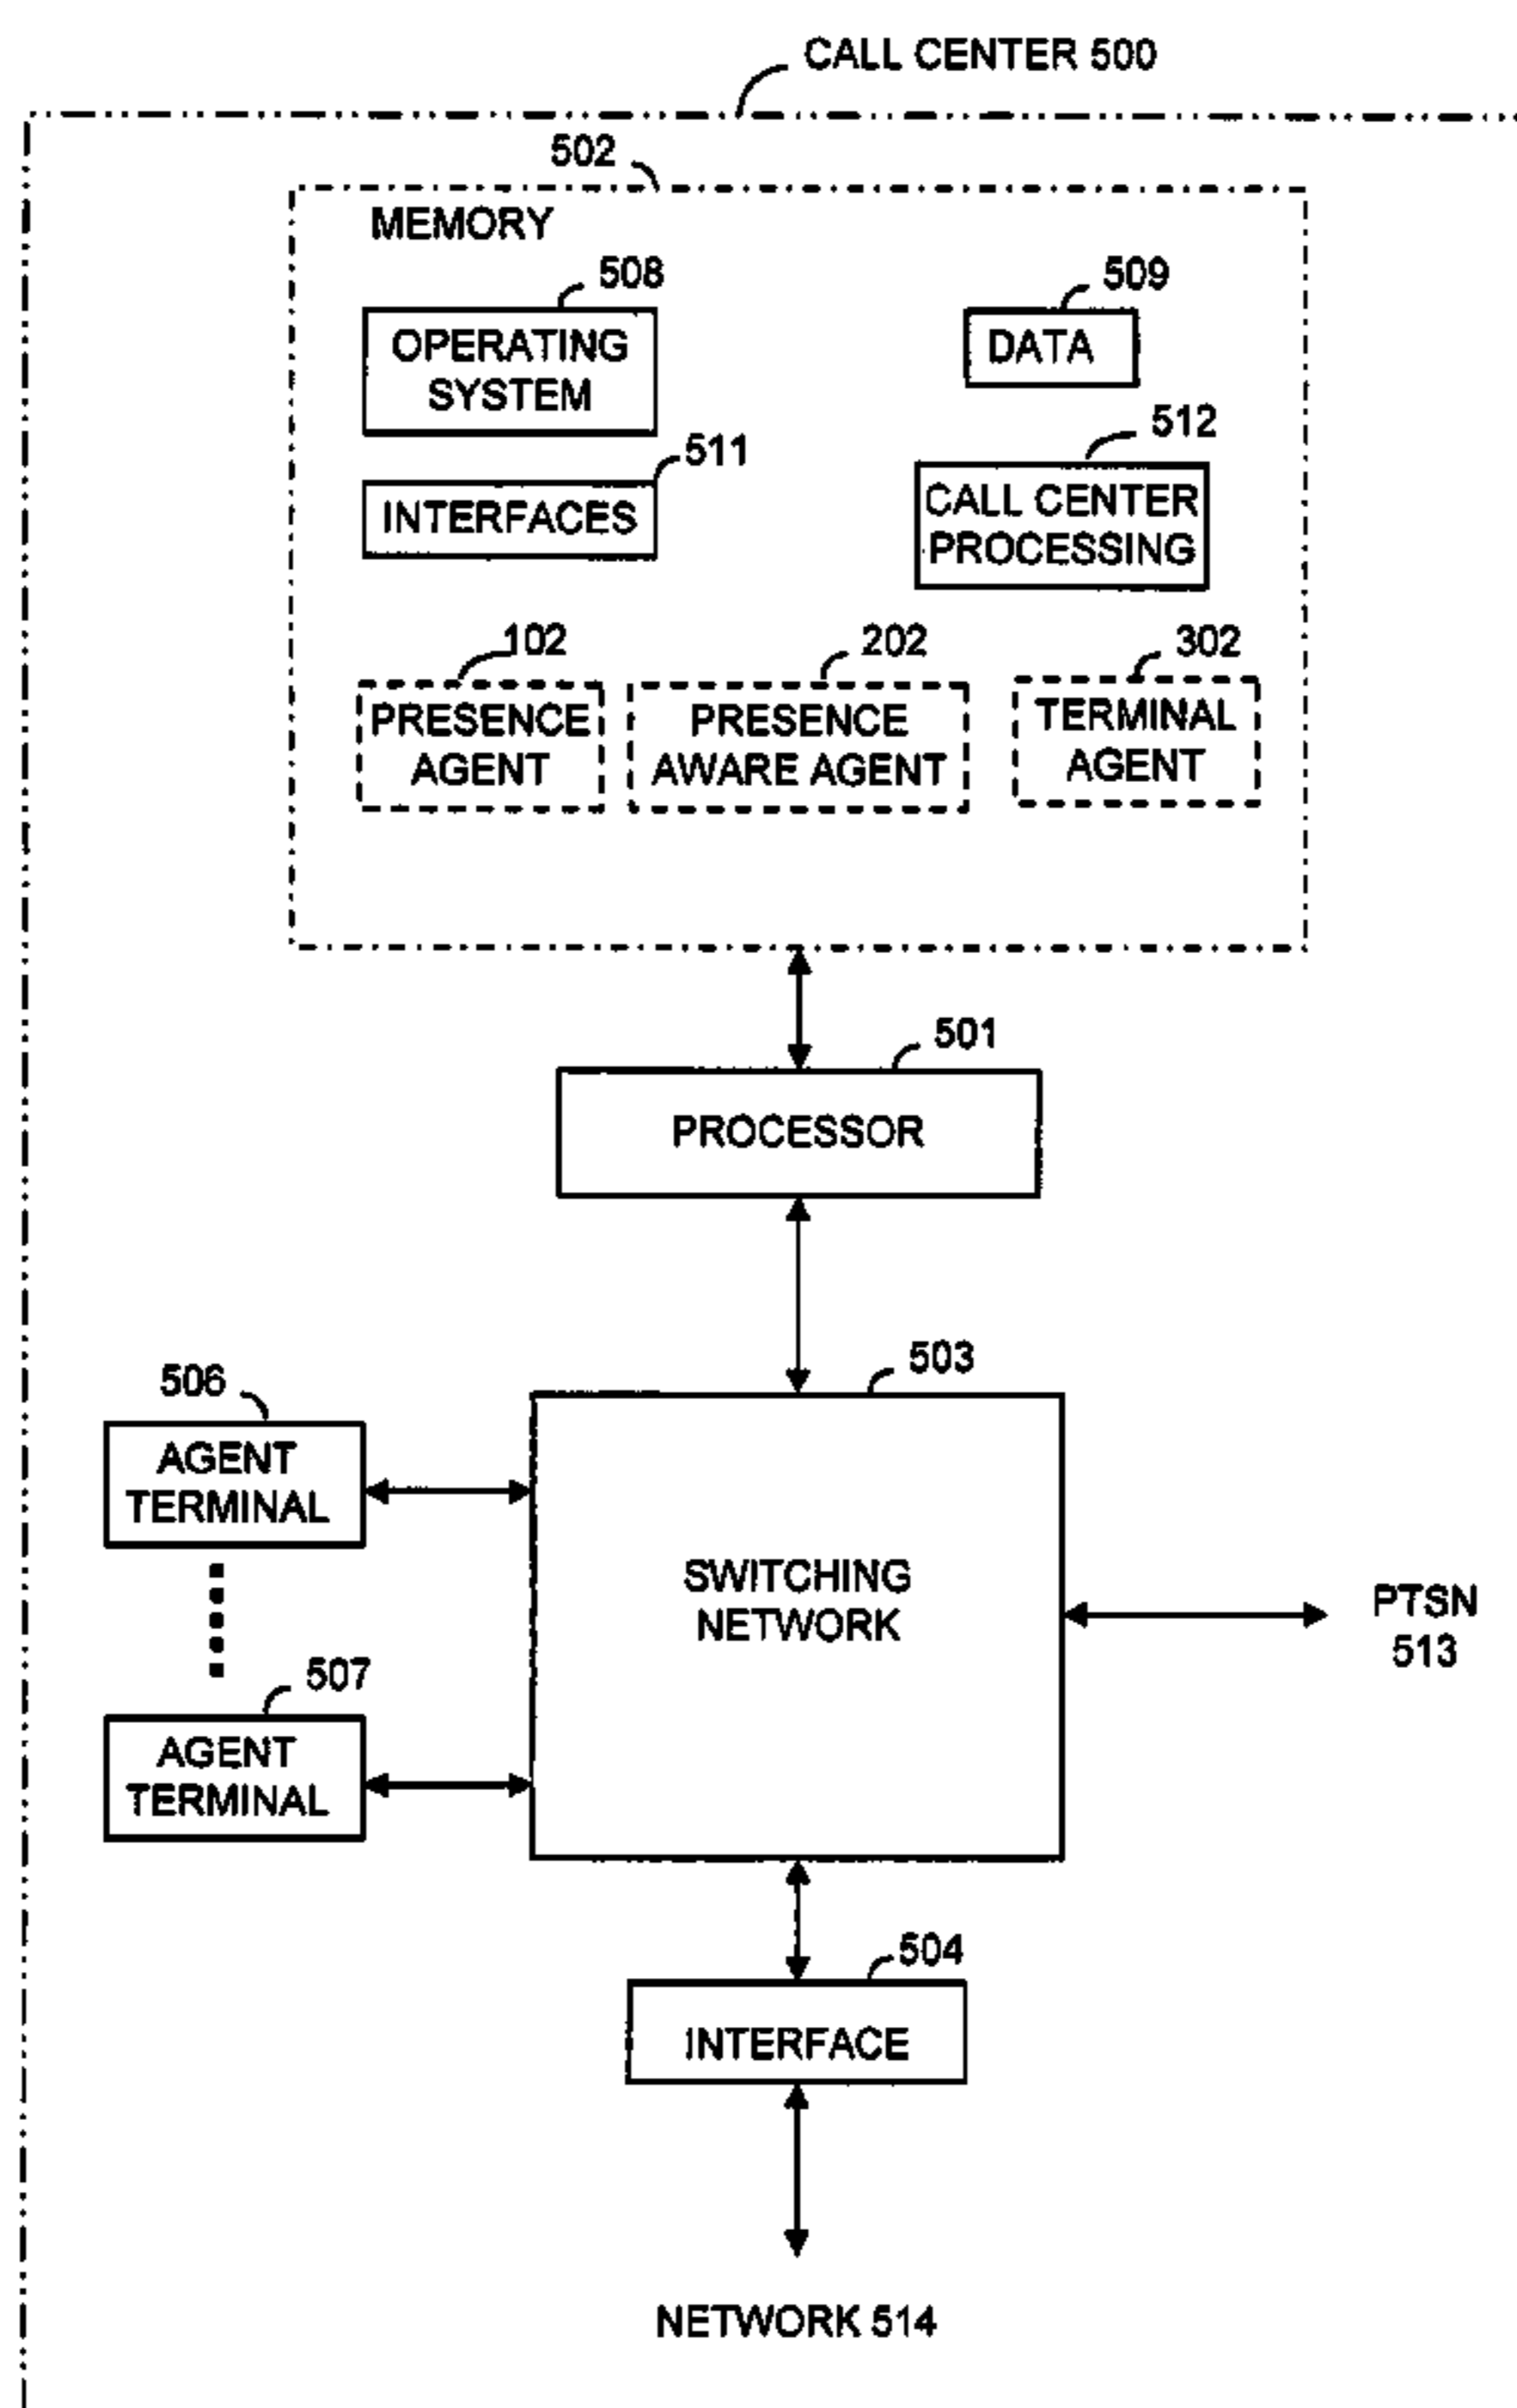 CALL CENTER 500
502
MEMORY
508
509
OPERATING
SYSTEM
DATA
511
512
INTERFACES
CALL CENTER
PROCESSING
102
202
302
PRESENCE
AGENT
PRESENCE
AWARE AGENT
TERMINAL
AGENT
501
PROCESSOR
503
506
AGENT
TERMINAL
SWITCHING
NETWORK
PTSN
513
507
AGENT
TERMINAL
504
INTERFACE
NETWORK 514